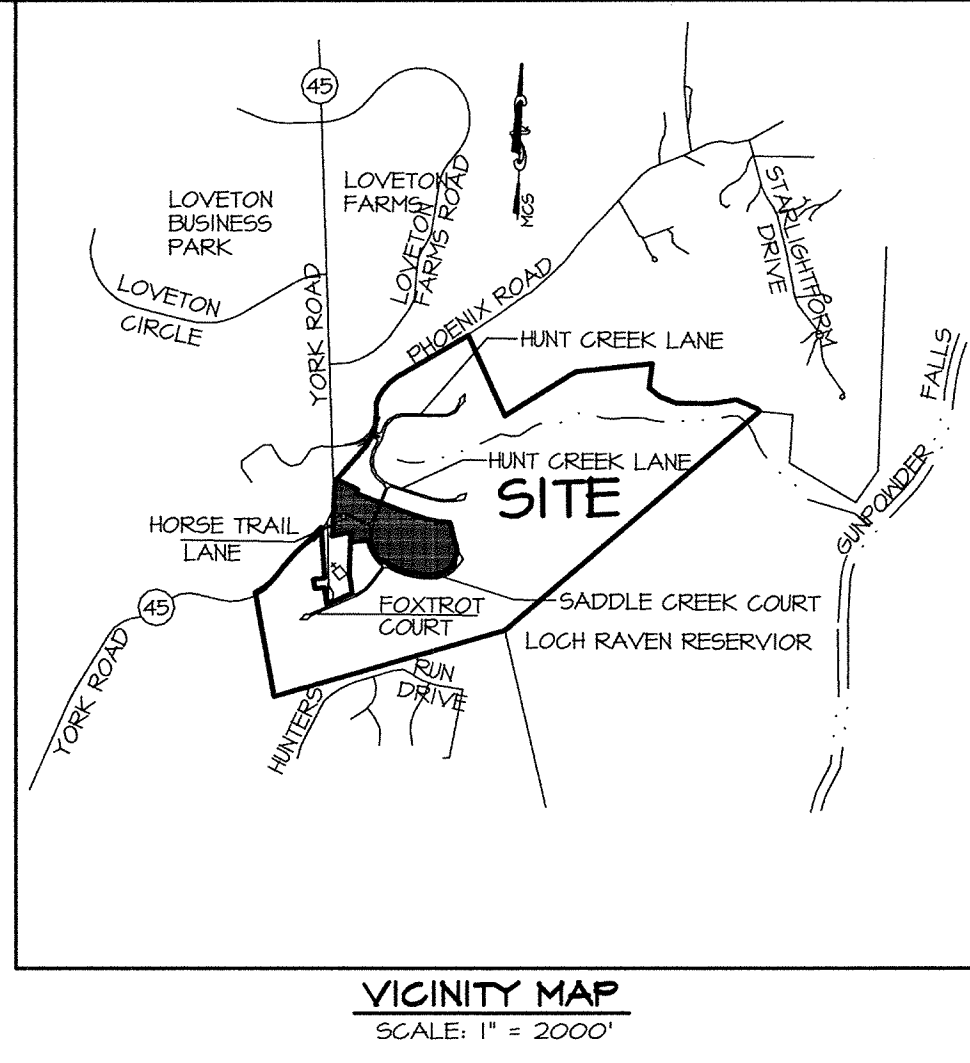 45
LOVETON
FARMS
LOVETON
BUSINESS
PARK
LOVETON
FARMS ROAD
MCS
STARLIGHT FORM
DRIVE
LOVETON
CIRCLE
YORK ROAD
PHOENIX ROAD
HUNT CREEK LANE
FALLS
HUNT CREEK LANE
SITE
GUNPOWDER
HORSE TRAIL
LANE
45
FOXTROT
COURT
SADDLE CREEK COURT
LOCH RAVEN RESERVIOR
YORK ROAD
HUNTERS
RUN
DRIVE
VICINITY MAP
SCALE: 1" = 2000'